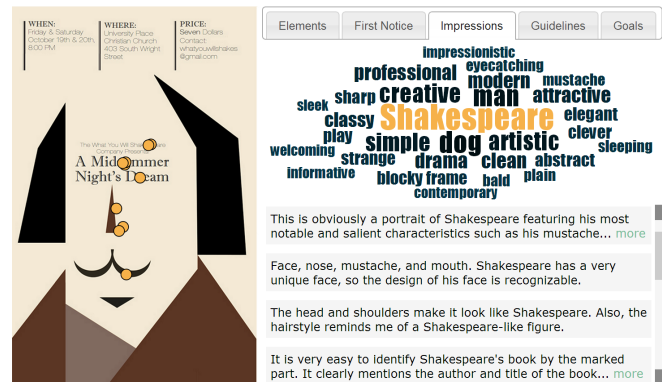 WHEN:
Friday & Saturday
October 19th & 20th,
8:00 PM
WHERE:
University Place
Christian Church
403 South Wright
Street
PRICE:
Seven Dollars
Contact:
whatyouwillshakes
@gmail.com
The What You Will
Company Presents
A Mid mmer
Night's D eam
Elements
First Notice
Impressions
Guidelines
Goals
impressionistic
professional
eyecatching
modern
mustache
sleek
sharp
creative
man
attractive
classy
Shakespeare
elegant
play
simple
dog
artistic
clever
sleeping
welcoming
strange
drama
clean
abstract
informative
blocky frame
bald
plain
contemporary
This is obviously a portrait of Shakespeare featuring his most
notable and salient characteristics such as his mustache... more
Face, nose, mustache, and mouth. Shakespeare has a very
unique face, so the design of his face is recognizable.
The head and shoulders make it look like Shakespeare. Also, the
hairstyle reminds me of a Shakespeare-like figure.
It is very easy to identify Shakespeare's book by the marked
part. It clearly mentions the author and title of the book... more